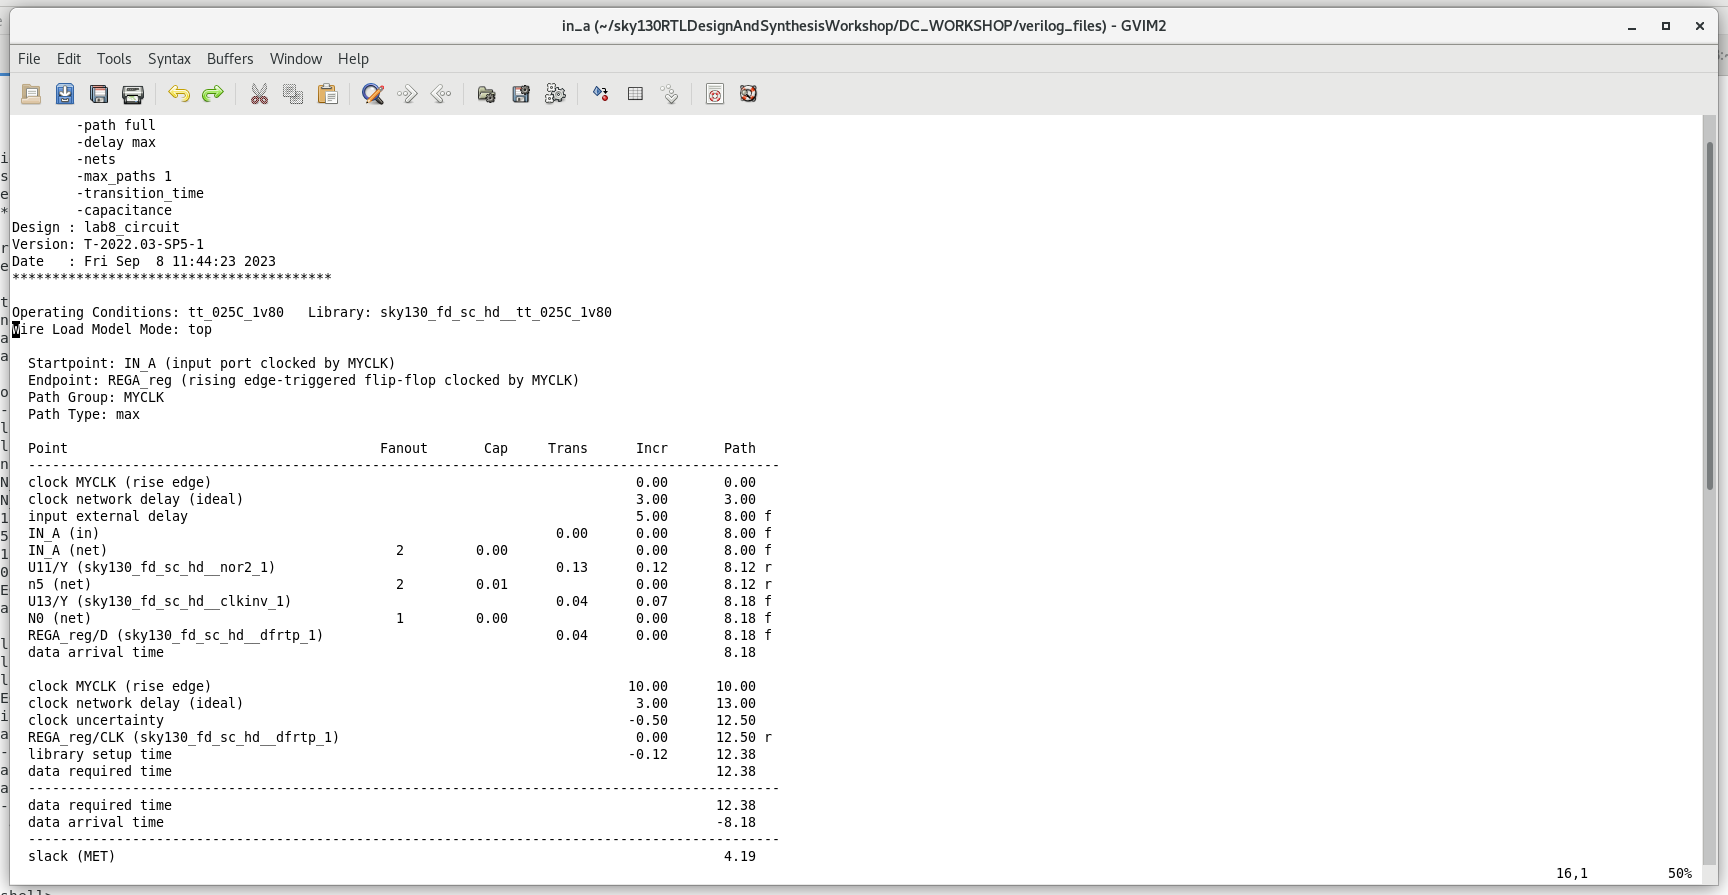 in_a (~/sky130RTLDesignAndSynthesisWorkshop/DC_WORKSHOP/verilog_files) - GVIM2
File Edit Tools Syntax Buffers Window Help
-path full
-delay max
-nets
-max_paths 1
-transition_time
-capacitance
Design : lab8_circuit
Version: T-2022.03-SP5-1
Date   : Fri Sep  8 11:44:23 2023
****************************************
Operating Conditions: tt_025C_1v80   Library: sky130_fd_sc_hd__tt_025C_1v80
Wire Load Model Mode: top
Startpoint: IN_A (input port clocked by MYCLK)
Endpoint: REGA_reg (rising edge-triggered flip-flop clocked by MYCLK)
Path Group: MYCLK
Path Type: max
Point Fanout Cap Trans Incr Path
----------------------------------------------------------------------------------------------
clock MYCLK (rise edge) 0.00 0.00
clock network delay (ideal) 3.00 3.00
input external delay 5.00 8.00 f
IN_A (in) 0.00 0.00 8.00 f
IN_A (net) 2 0.00 0.00 8.00 f
U11/Y (sky130_fd_sc_hd__nor2_1) 0.13 0.12 8.12 r
n5 (net) 2 0.01 0.00 8.12 r
U13/Y (sky130_fd_sc_hd__clkinv_1) 0.04 0.07 8.18 f
N0 (net) 1 0.00 0.00 8.18 f
REGA_reg/D (sky130_fd_sc_hd__dfrtp_1) 0.04 0.00 8.18 f
data arrival time 8.18
clock MYCLK (rise edge) 10.00 10.00
clock network delay (ideal) 3.00 13.00
clock uncertainty -0.50 12.50
REGA_reg/CLK (sky130_fd_sc_hd__dfrtp_1) 0.00 12.50 r
library setup time -0.12 12.38
data required time 12.38
----------------------------------------------------------------------------------------------
data required time 12.38
data arrival time -8.18
----------------------------------------------------------------------------------------------
slack (MET) 4.19
16,1 50%